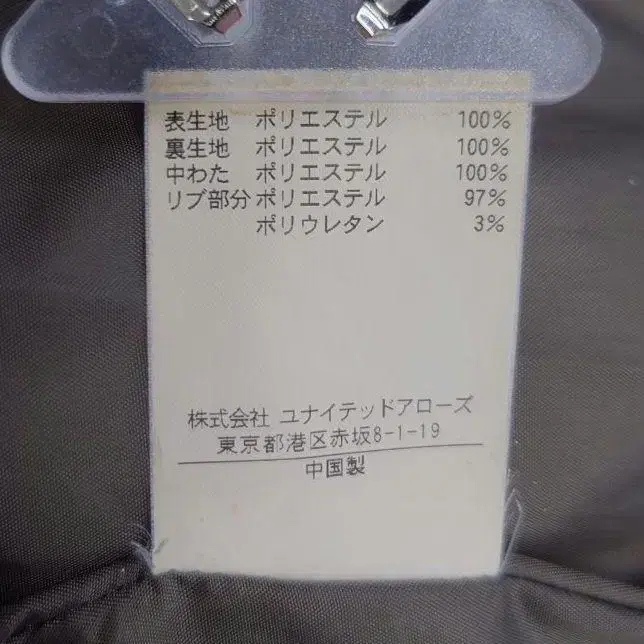 表生地 ポリエステル 100%
裏生地 ポリエステル 100%
中わた ポリエステル 100%
リブ部分 ポリエステル 97%
ポリウレタン 3%
株式会社 ユナイテッドアローズ
東京都港区赤坂8-1-19
中国製